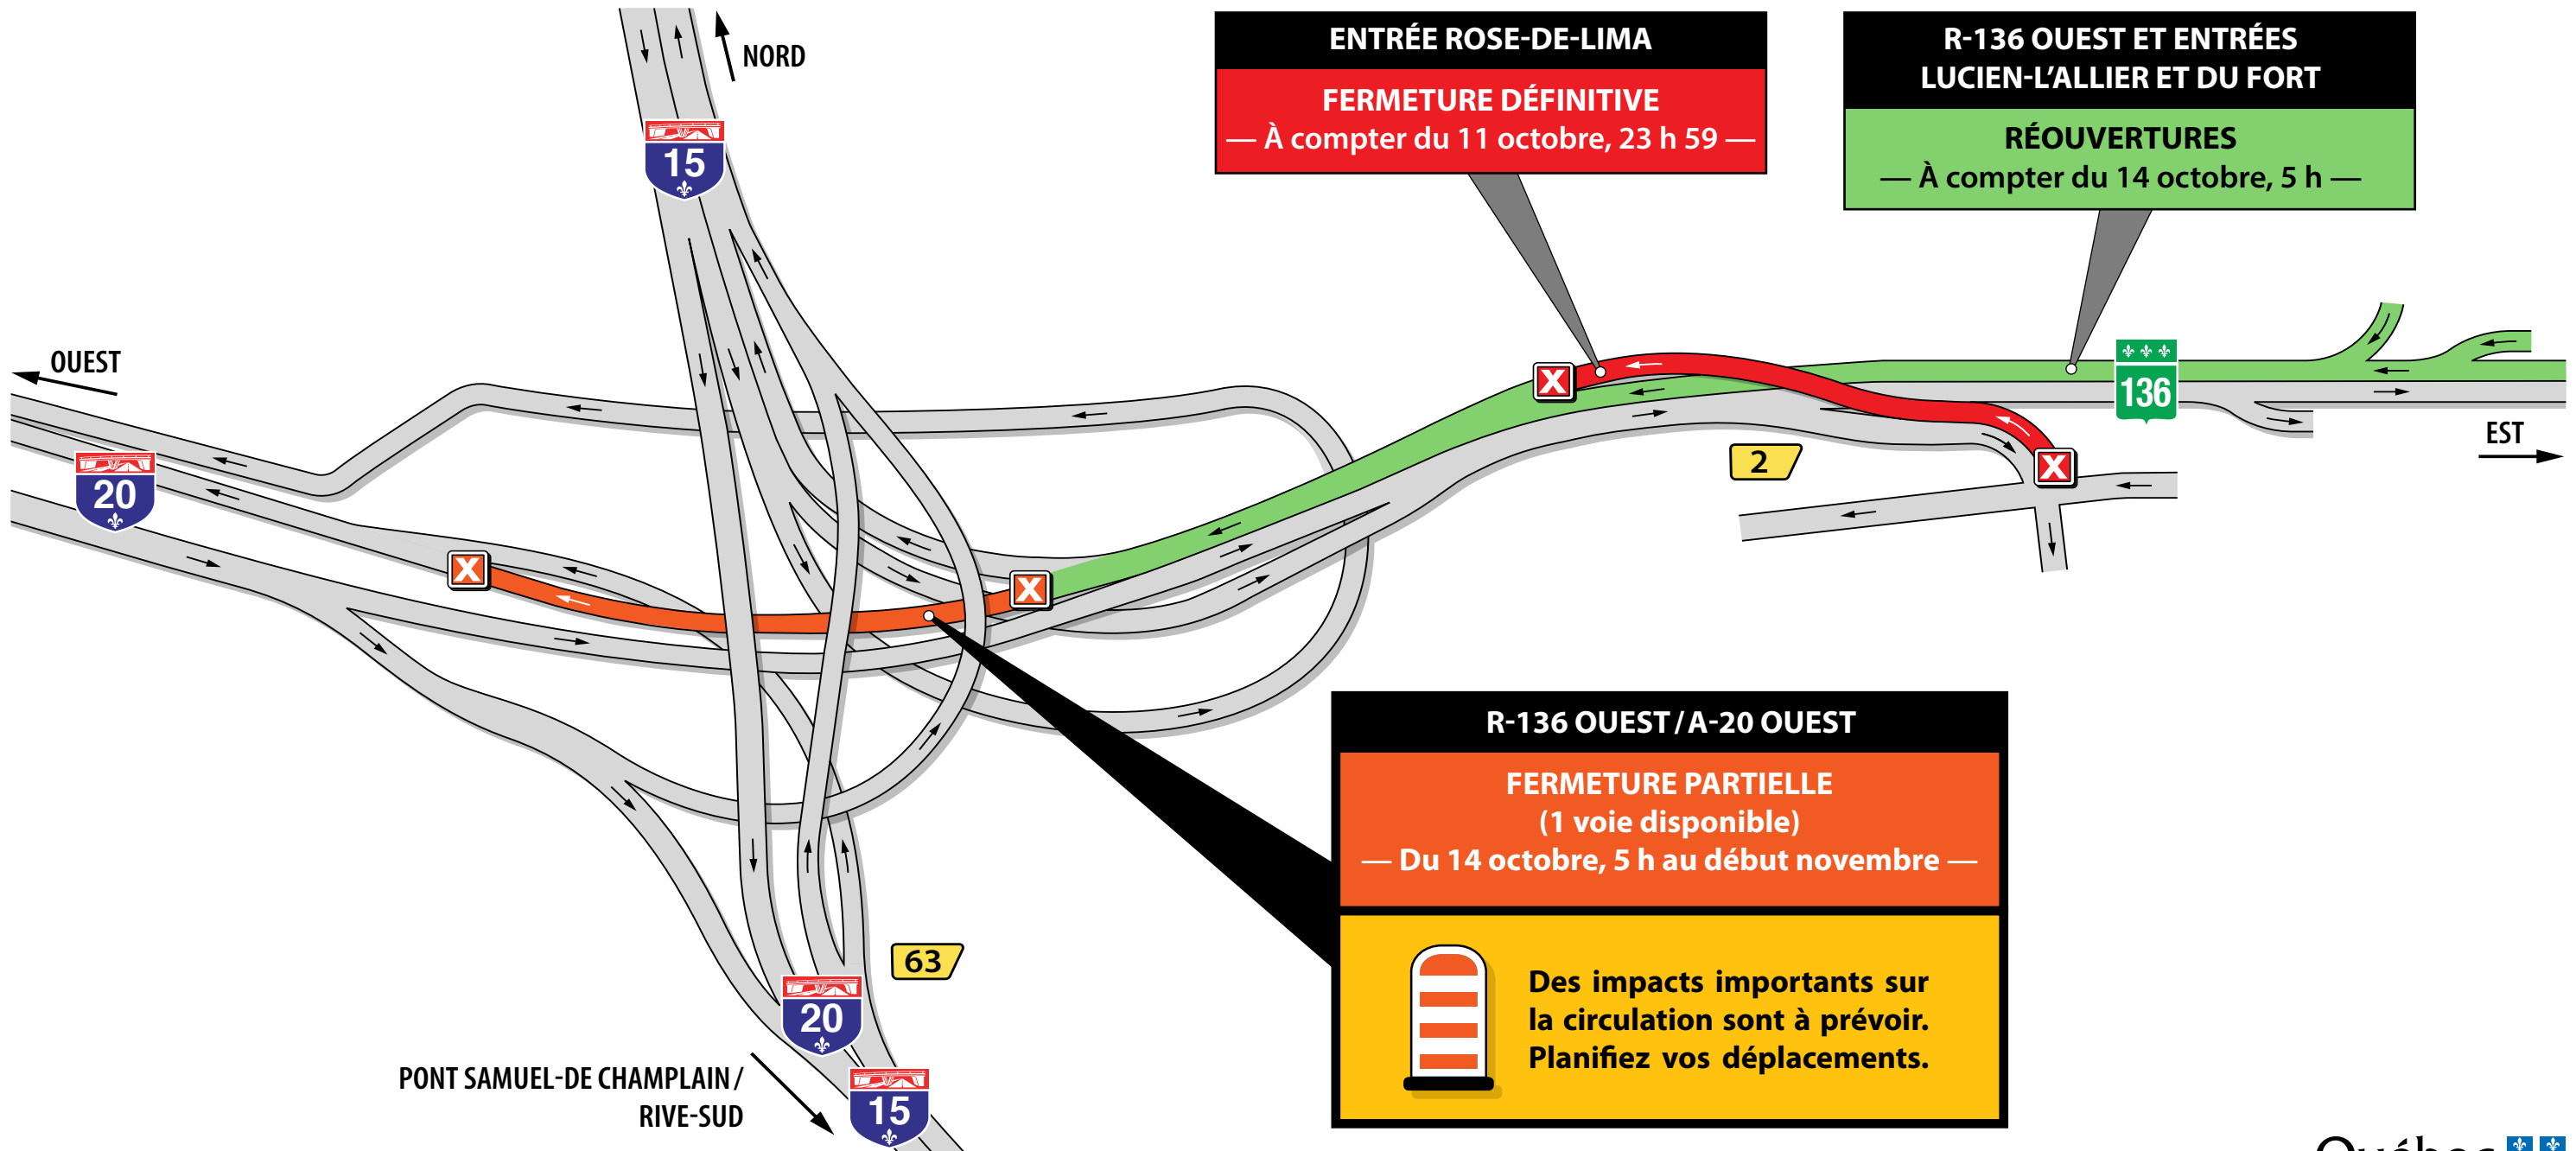 NORD
15
ENTRÉE ROSE-DE-LIMA
FERMETURE DÉFINITIVE
— À compter du 11 octobre, 23 h 59 —
R-136 OUEST ET ENTRÉES
LUCIEN-L'ALLIER ET DU FORT
RÉOUVERTURES
— À compter du 14 octobre, 5 h —
OUEST
136
EST
2
20
R-136 OUEST / A-20 OUEST
FERMETURE PARTIELLE
(1 voie disponible)
— Du 14 octobre, 5 h au début novembre —
Des impacts importants sur
la circulation sont à prévoir.
Planifiez vos déplacements.
63
20
PONT SAMUEL-DE CHAMPLAIN /
RIVE-SUD
15
Québec